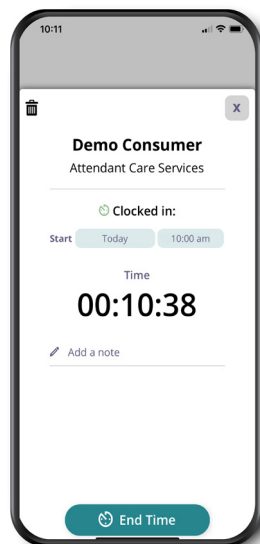 10:11
X
Demo Consumer
Attendant Care Services
Clocked in:
Start Today 10:00 am
Time
00:10:38
Add a note
End Time